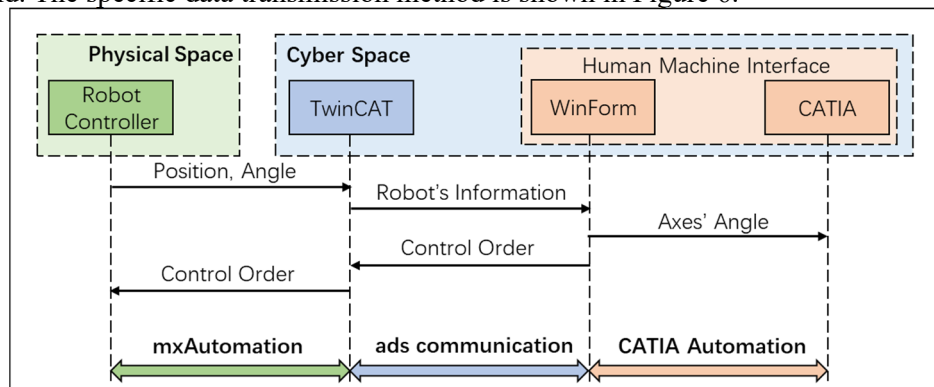 nd. The specific data transmission method is shown in Figure 6.
Physical Space
Cyber Space
Human Machine Interface
Robot
Controller
TwinCAT
WinForm
CATIA
Position, Angle
Robot's Information
Axes' Angle
Control Order
Control Order
mxAutomation
ads communication
CATIA Automation